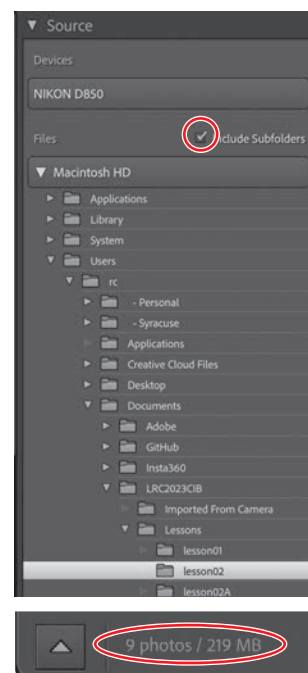 Source
Devices
NIKON D850
Files Include Subfolders
Macintosh HD
Applications
Library
System
Users
rc
- Personal
- Syracuse
Applications
Creative Cloud Files
Desktop
Documents
Adobe
GitHub
Insta360
LRC2023CIB
Imported From Camera
Lessons
lesson01
lesson02
lesson02A
9 photos / 219 MB